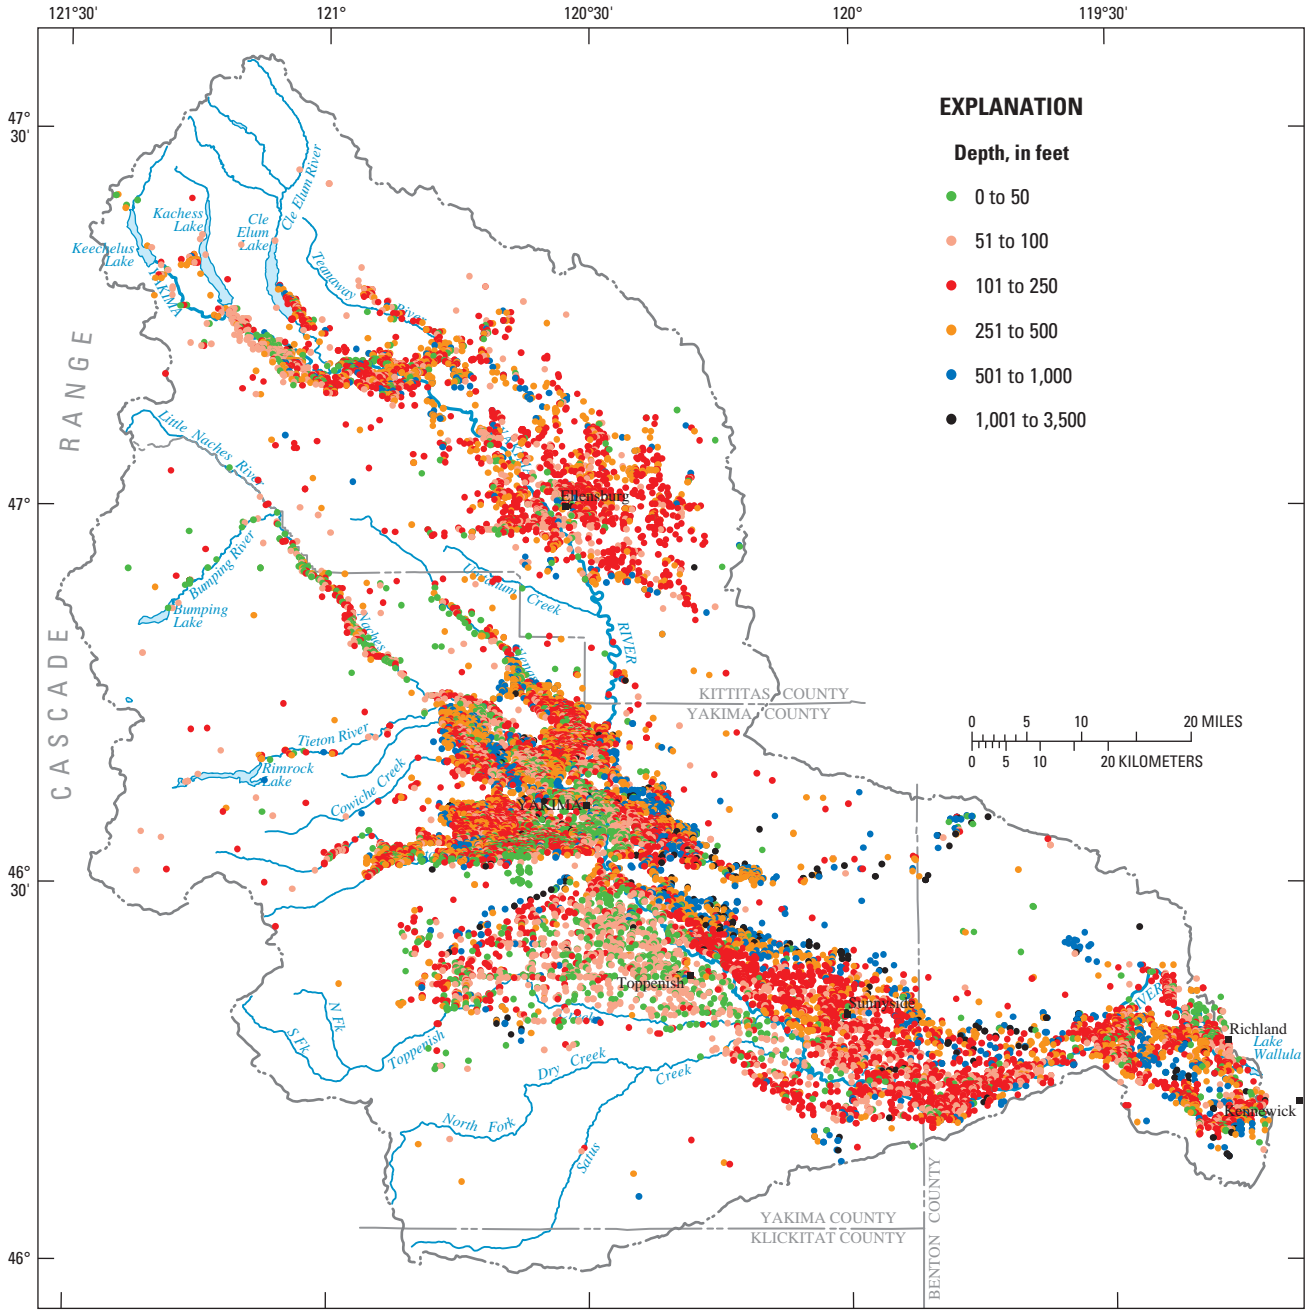 121°30'
121°
120°30'
120°
119°30'
47°
30'
EXPLANATION
Depth, in feet
0 to 50
51 to 100
101 to 250
251 to 500
501 to 1,000
1,001 to 3,500
Cle Elum River
Kachess
Lake
Cle
Elum
Lake
Keechelus
Lake
YAKIMA
Teanaway
River
CASCADE RANGE
Little Naches River
Ellensburg
47°
Bumping River
Bumping
Lake
Umtanum
Creek
Naches
RIVER
KITTITAS COUNTY
YAKIMA COUNTY
0 5 10 20 MILES
0 5 10 20 KILOMETERS
Tieton River
Rimrock
Lake
Cowiche Creek
YAKIMA
46°
30'
Toppenish
Sunnyside
N Fk
S Fk
Toppenish
Creek
RIVER
Richland
Lake
Wallula
Dry Creek
Creek
North Fork
Satus
Kennewick
YAKIMA COUNTY
KLICKITAT COUNTY
BENTON COUNTY
46°